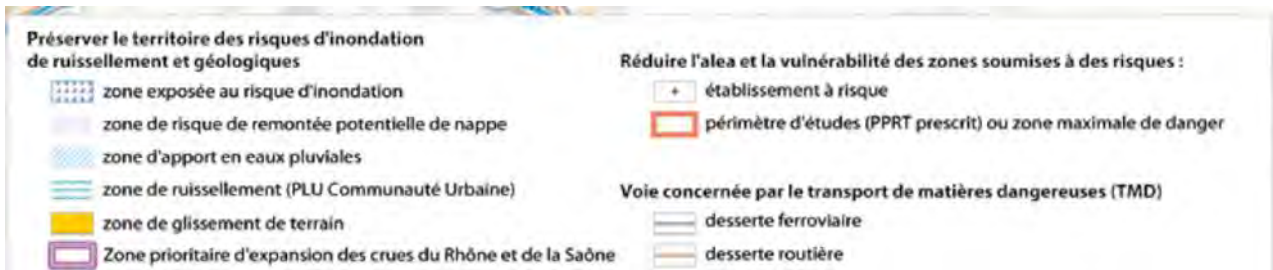 Préserver le territoire des risques d'inondation
de ruissellement et géologiques
zone exposée au risque d'inondation
zone de risque de remontée potentielle de nappe
zone d'apport en eaux pluviales
zone de ruissellement (PLU Communauté Urbaine)
zone de glissement de terrain
Zone prioritaire d'expansion des crues du Rhône et de la Saône
Réduire l'alea et la vulnérabilité des zones soumises à des risques :
établissement à risque
périmètre d'études (PPRT prescrit) ou zone maximale de danger
Voie concernée par le transport de matières dangereuses (TMD)
desserte ferroviaire
desserte routière